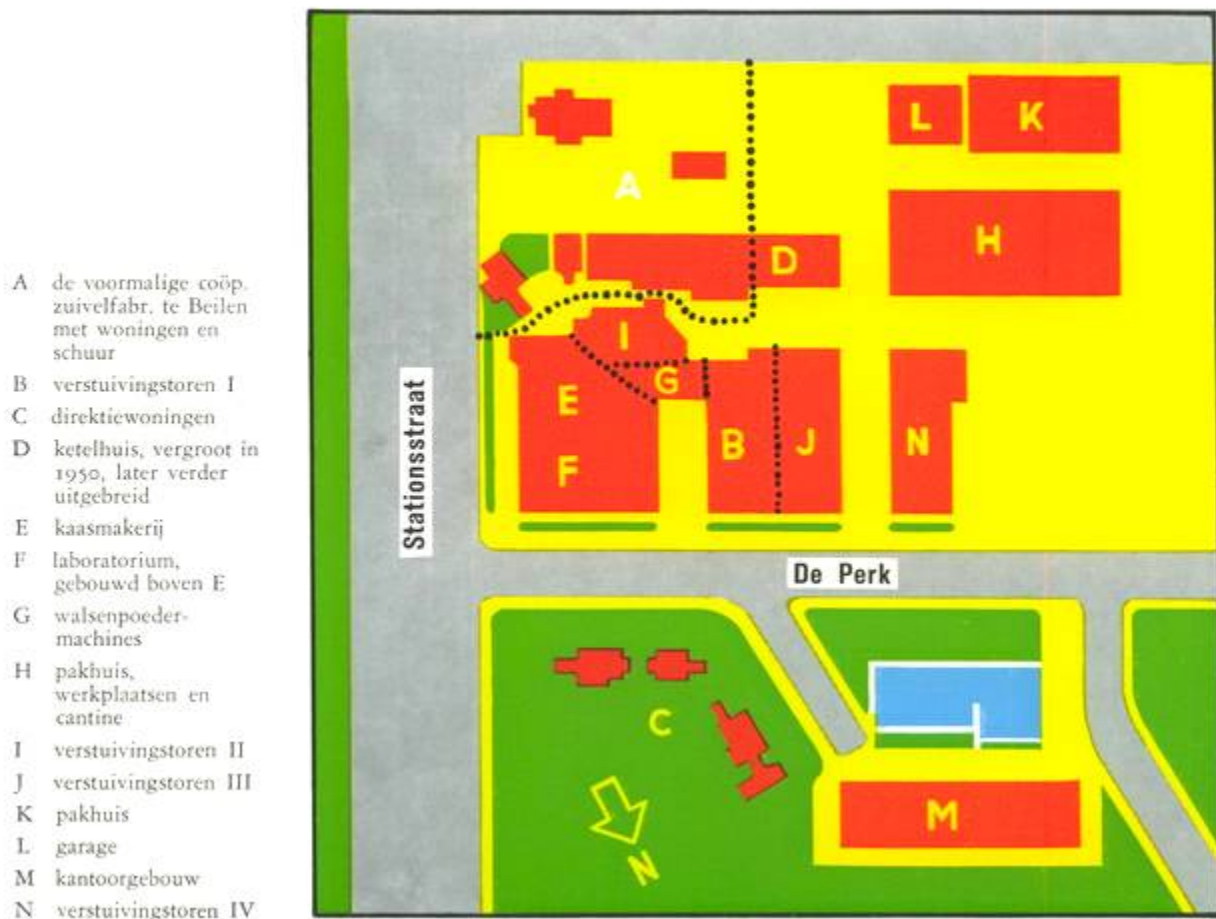 A de voormalige coöp.
zuivelfabr. te Beilen
met woningen en
schuur
B verstuivingstoren I
C direktiewoningen
D ketelhuis, vergroot in
1950, later verder
uitgebreid
E kaasmakerij
F laboratorium,
gebouwd boven E
G walsenpoeder-
machines
H pakhuis,
werkplaatsen en
cantine
I verstuivingstoren II
J verstuivingstoren III
K pakhuis
L garage
M kantoorgebouw
N verstuivingstoren IV
L K
A
D H
I
G
E B J N
F
Stationsstraat
De Perk
C
M
N